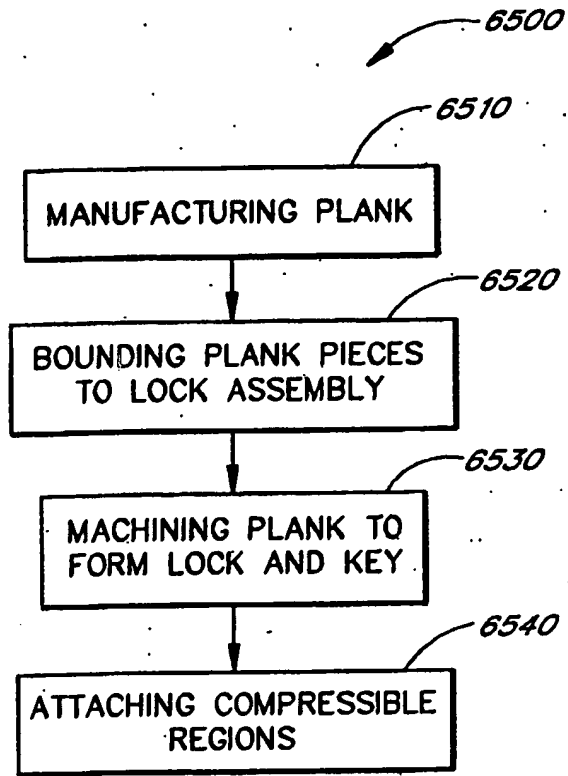 6500
6510
MANUFACTURING PLANK
6520
BOUNDING PLANK PIECES
TO LOCK ASSEMBLY
6530
MACHINING PLANK TO
FORM LOCK AND KEY
6540
ATTACHING COMPRESSIBLE
REGIONS